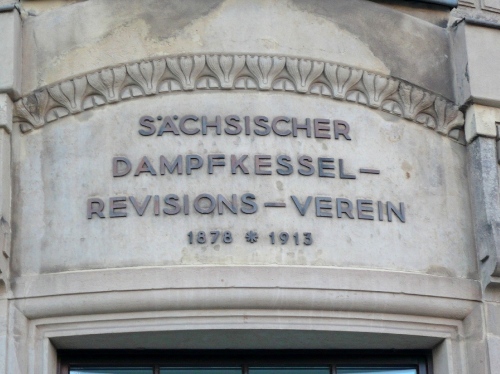 SÄCHSISCHER
DAMPFKESSEL-
REVISIONS-VEREIN
1878 * 1913